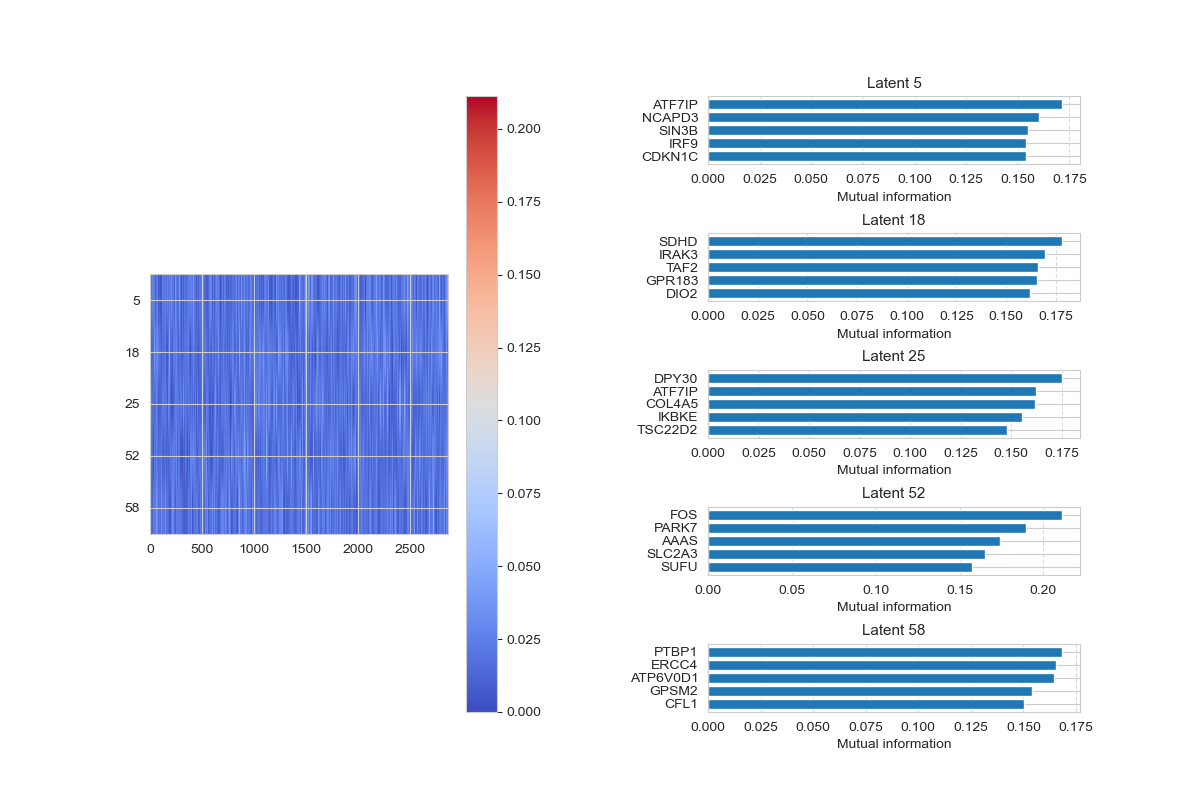 5
18
25
52
58
0 500 1000 1500 2000 2500
0.200
0.175
0.150
0.125
0.100
0.075
0.050
0.025
0.000
Latent 5
ATF7IP
NCAPD3
SIN3B
IRF9
CDKN1C
0.000 0.025 0.050 0.075 0.100 0.125 0.150 0.175
Mutual information
Latent 18
SDHD
IRAK3
TAF2
GPR183
DIO2
0.000 0.025 0.050 0.075 0.100 0.125 0.150 0.175
Mutual information
Latent 25
DPY30
ATF7IP
COL4A5
IKBKE
TSC22D2
0.000 0.025 0.050 0.075 0.100 0.125 0.150 0.175
Mutual information
Latent 52
FOS
PARK7
AAAS
SLC2A3
SUFU
0.00 0.05 0.10 0.15 0.20
Mutual information
Latent 58
PTBP1
ERCC4
ATP6V0D1
GPSM2
CFL1
0.000 0.025 0.050 0.075 0.100 0.125 0.150 0.175
Mutual information